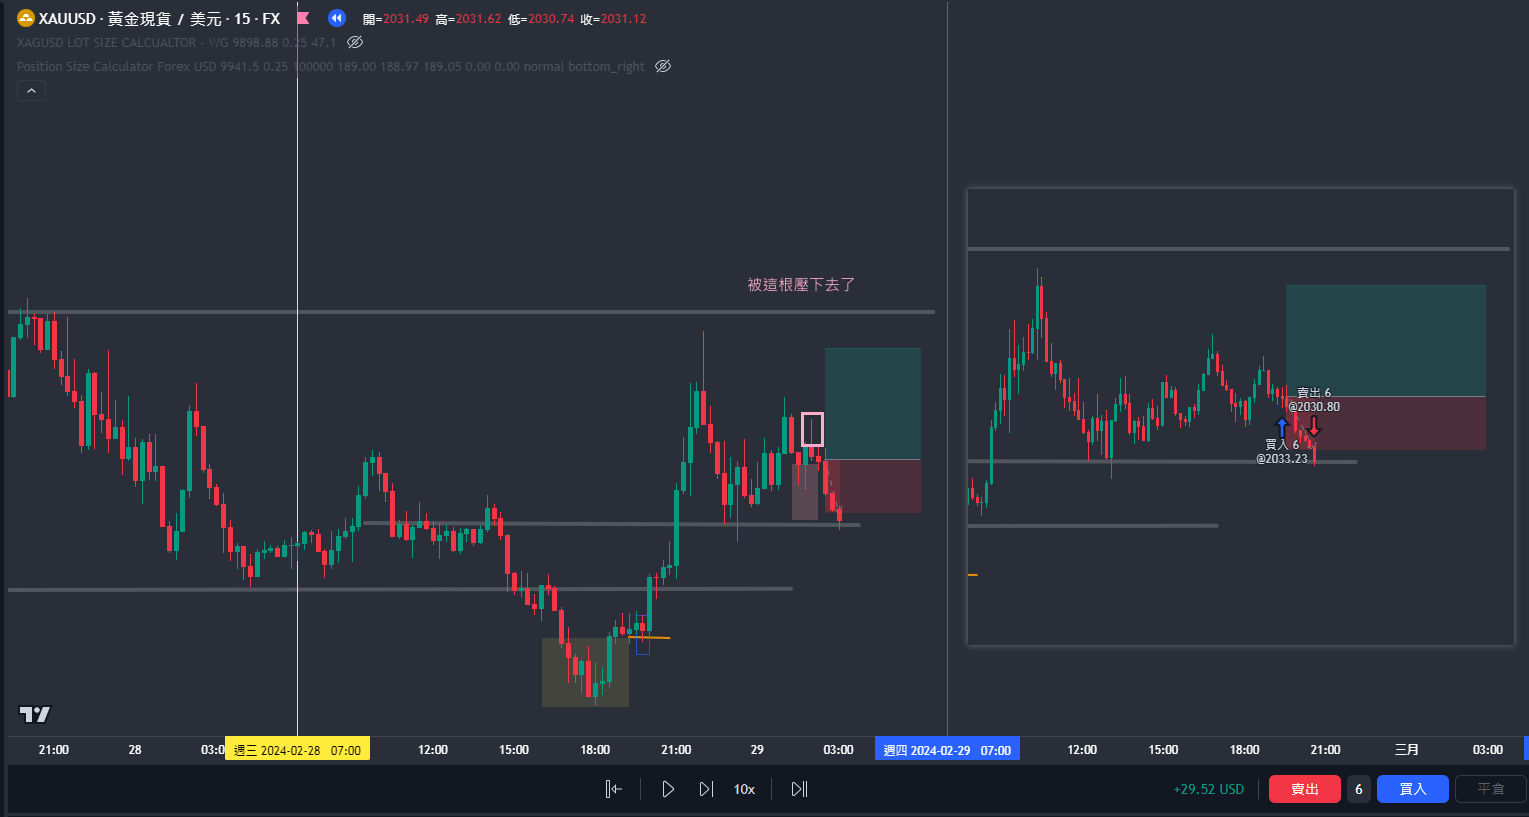 XAUUSD · 黃金現貨 / 美元 · 15 · FX 開=2031.49 高=2031.62 低=2030.74 收=2031.12
XAGUSD LOT SIZE CALCUALTOR - WG 9898.88 0.25 47.1
Position Size Calculator Forex USD 9941.5 0.25 100000 189.00 188.97 189.05 0.00 0.00 normal bottom_right
被這根壓下去了
賣出 6
@2030.80
買入 6
@2033.23
21:00 28 03:0 週三 2024-02-28 07:00 12:00 15:00 18:00 21:00 29 03:00 週四 2024-02-29 07:00 12:00 15:00 18:00 21:00 三月 03:00
10x +29.52 USD 賣出 6 買入 平倉